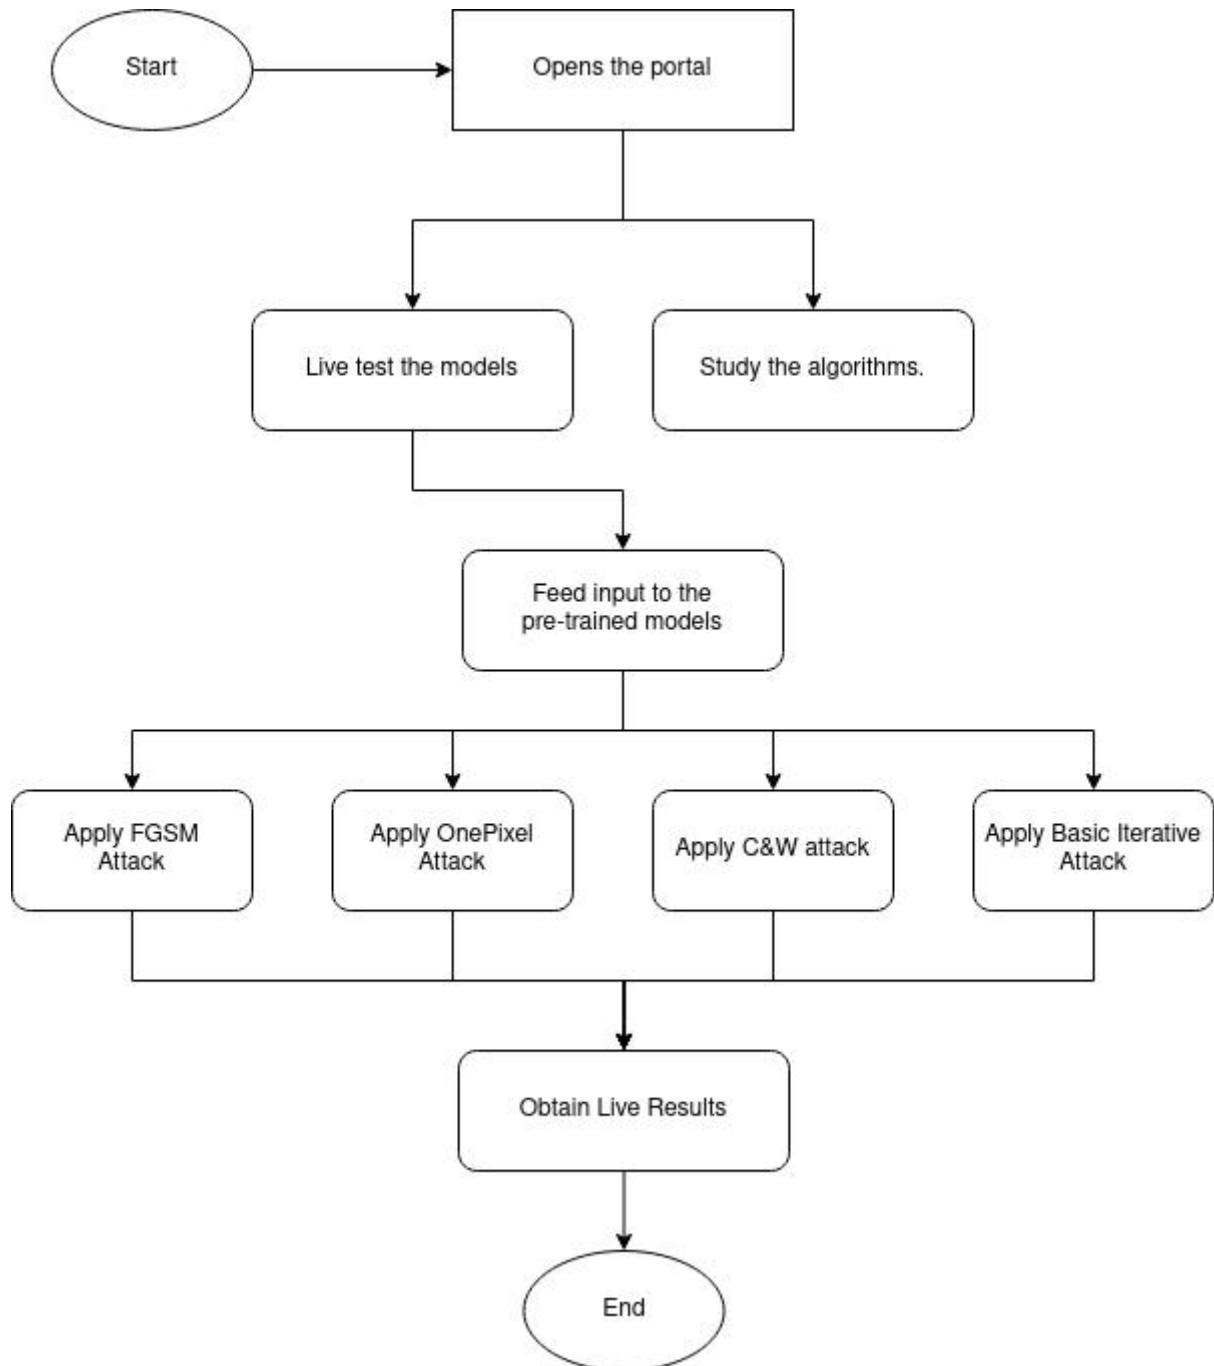 Start
Opens the portal
Live test the models
Study the algorithms.
Feed input to the
pre-trained models
Apply FGSM
Attack
Apply OnePixel
Attack
Apply C&W attack
Apply Basic Iterative
Attack
Obtain Live Results
End